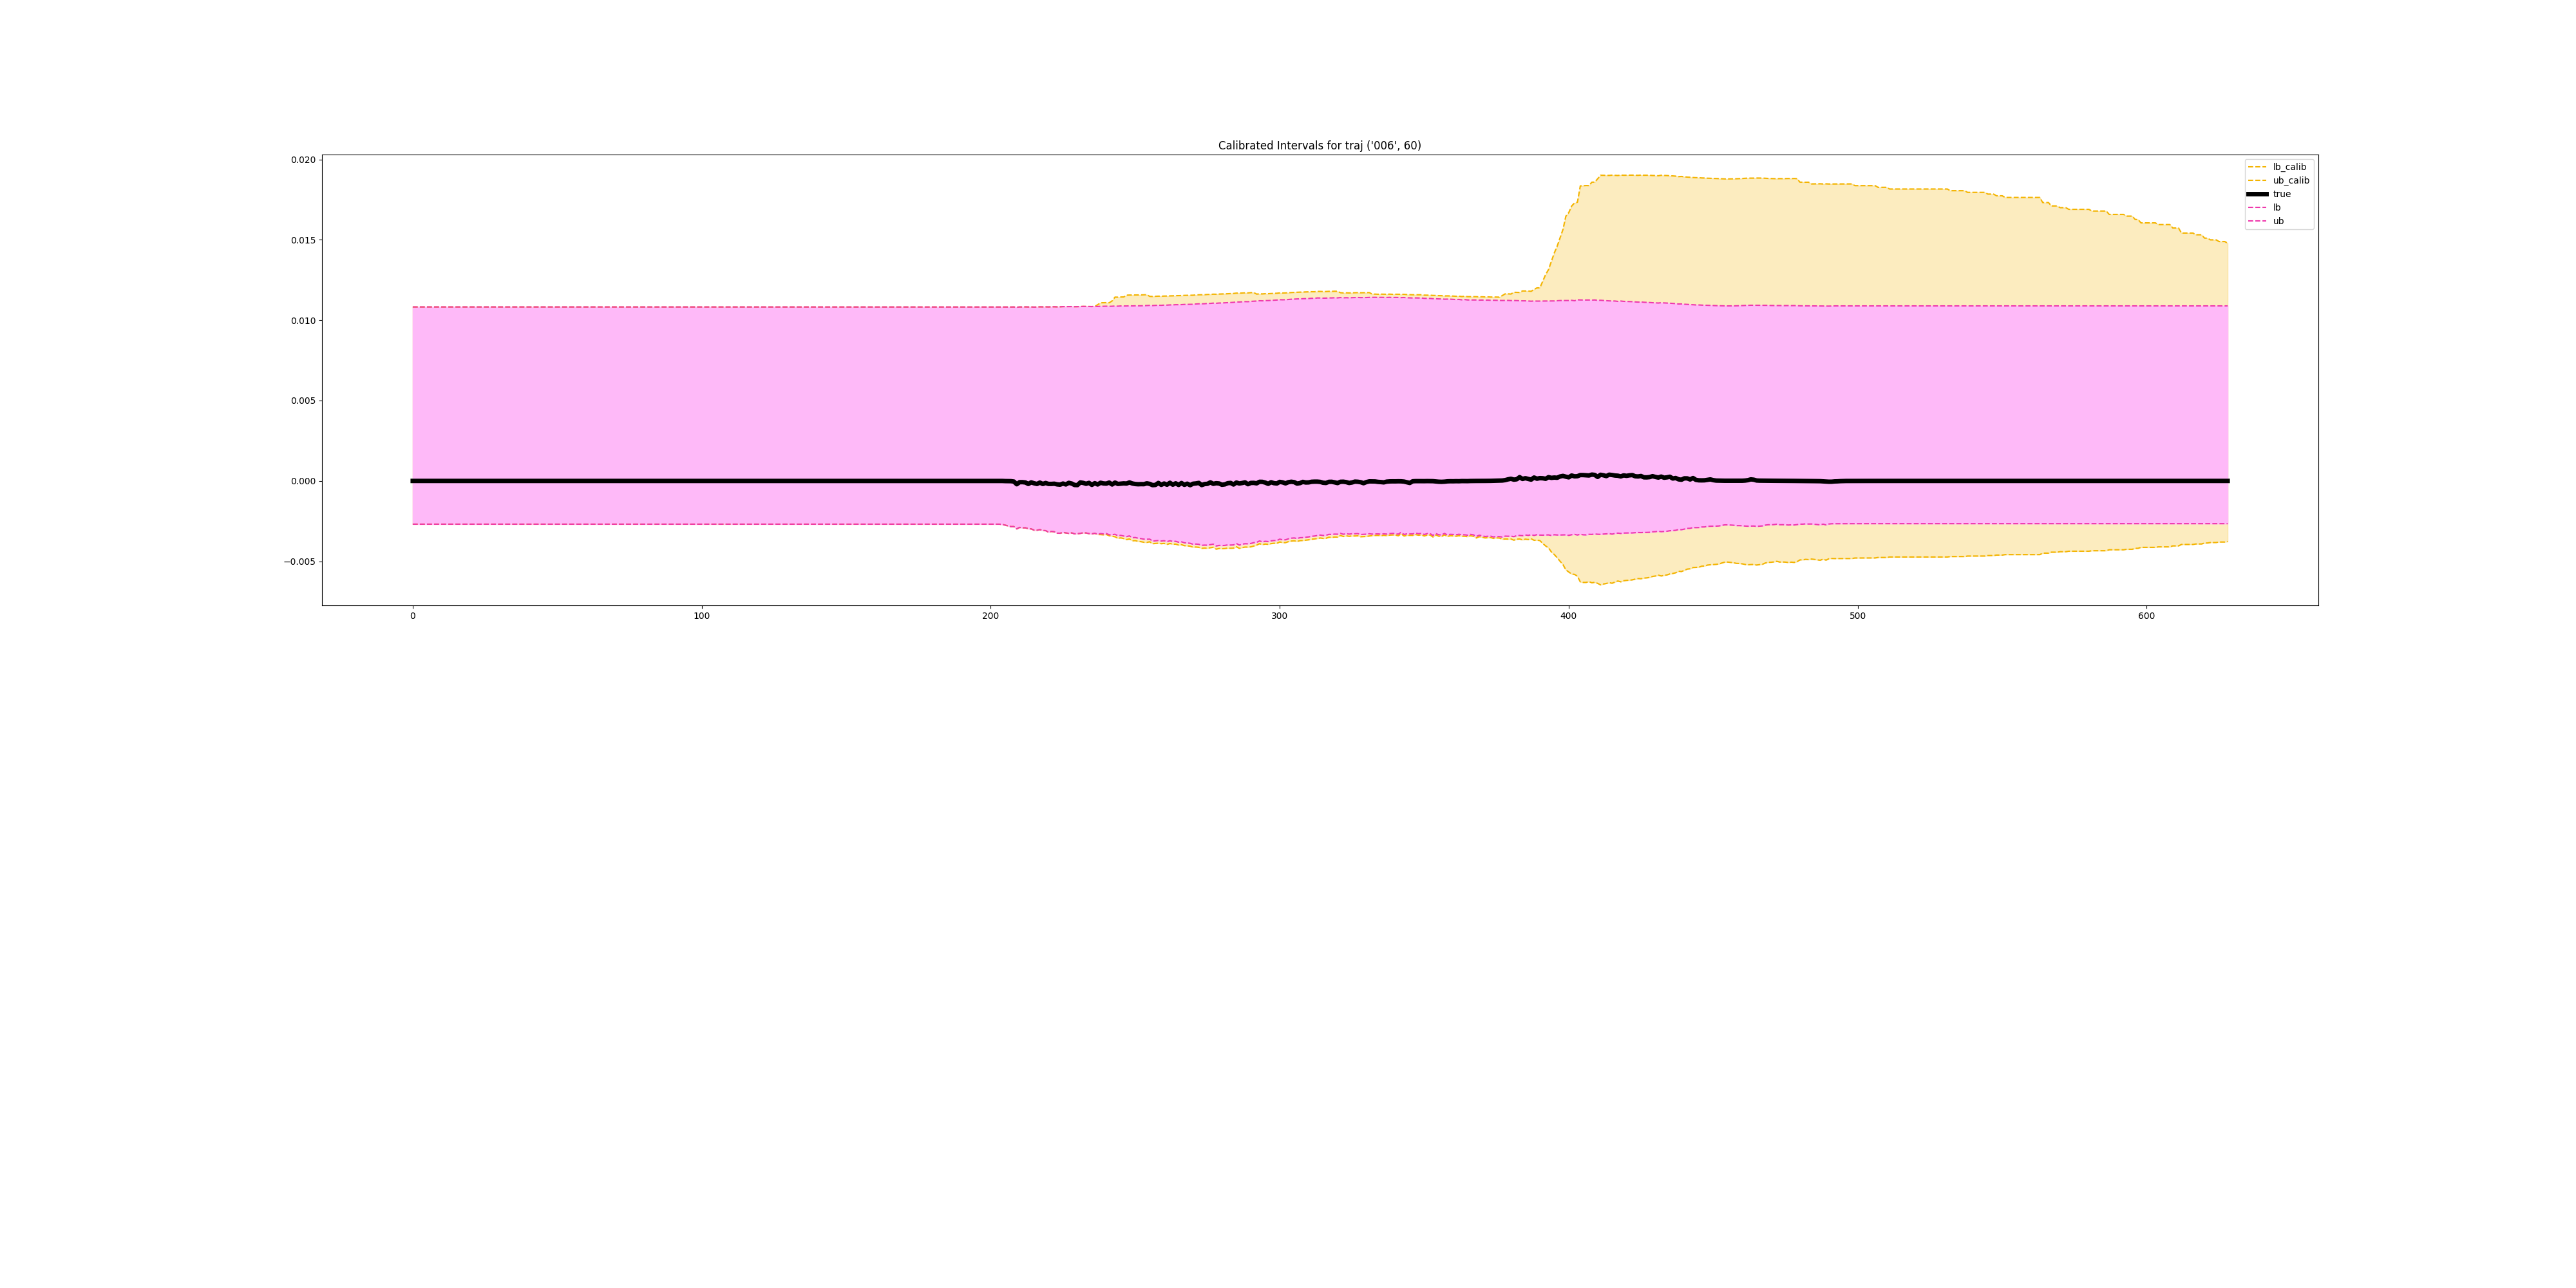 Calibrated Intervals for traj ('006', 60)
0.020
0.015
0.010
0.005
0.000
−0.005
0 100 200 300 400 500 600
lb_calib
ub_calib
true
lb
ub